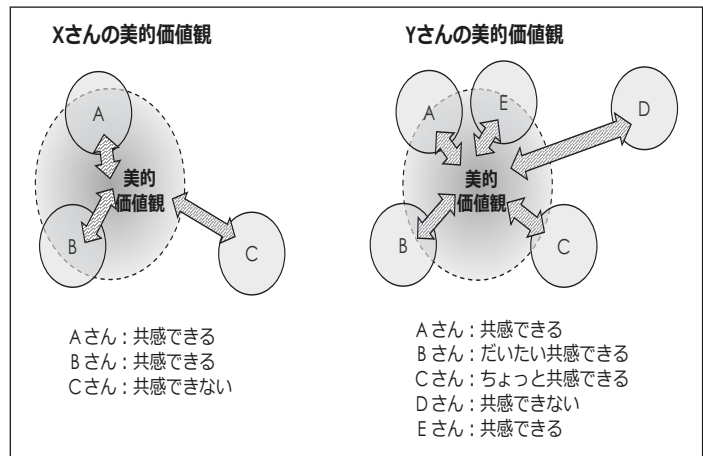 Xさんの美的価値観
A
B
C
美的
価値観
Aさん：共感できる
Bさん：共感できる
Cさん：共感できない
Yさんの美的価値観
A
E
D
B
C
美的
価値観
Aさん：共感できる
Bさん：だいたい共感できる
Cさん：ちょっと共感できる
Dさん：共感できない
Eさん：共感できる